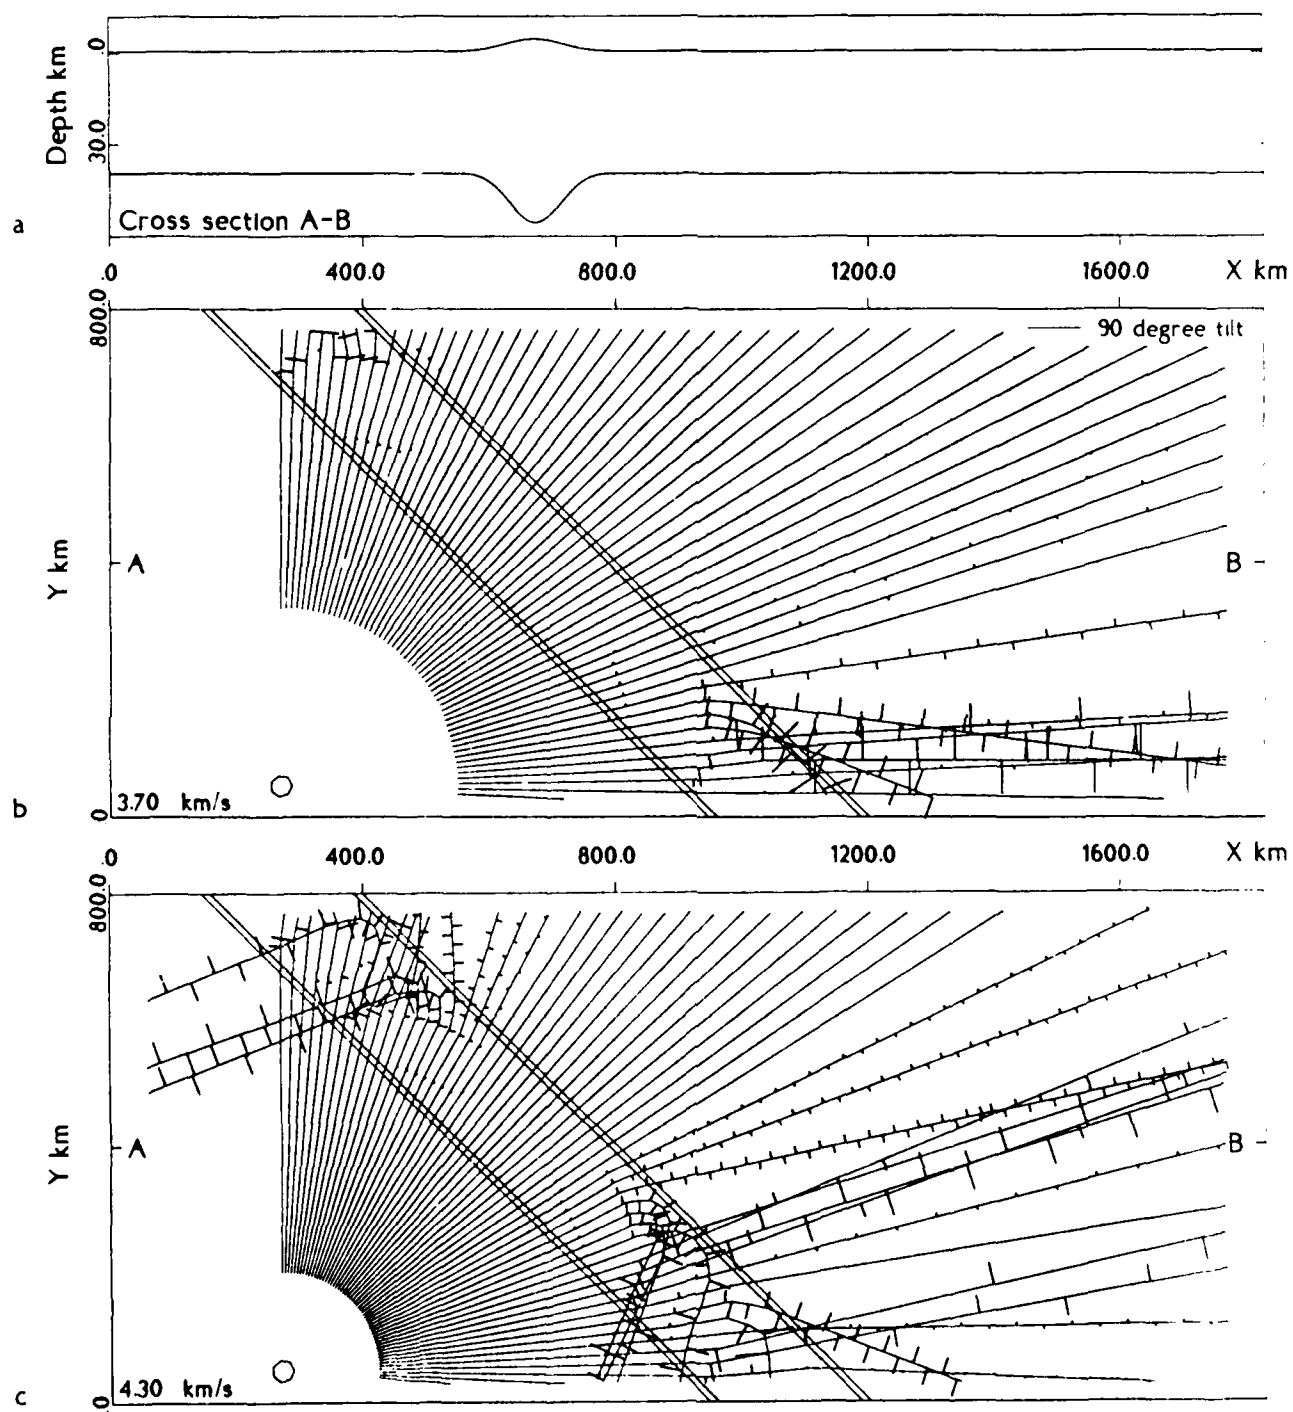 .0
Depth km
30.0
a
Cross section A-B
.0 400.0 800.0 1200.0 1600.0 X km
800.0
90 degree tilt
A
B
Y km
3.70 km/s
b
0
.0 400.0 800.0 1200.0 1600.0 X km
800.0
A
B
Y km
4.30 km/s
c
.0